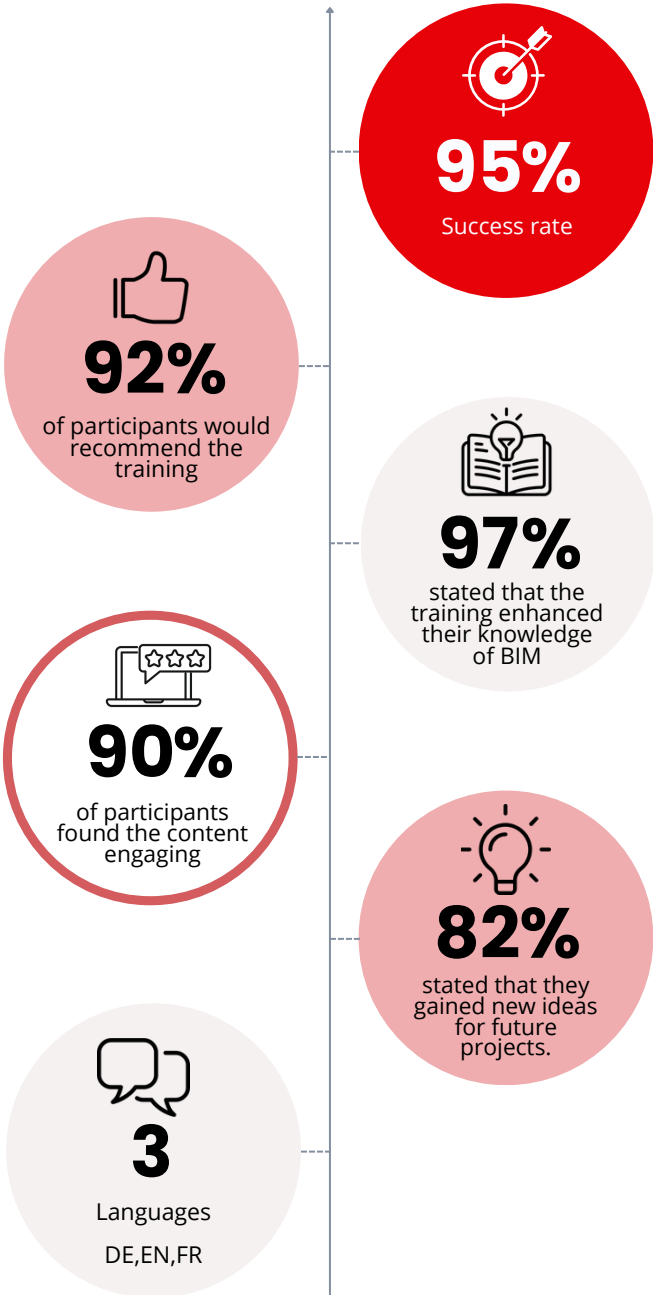 95%
Success rate
92%
of participants would
recommend the
training
97%
stated that the
training enhanced
their knowledge
of BIM
90%
of participants
found the content
engaging
82%
stated that they
gained new ideas
for future
projects.
3
Languages
DE,EN,FR